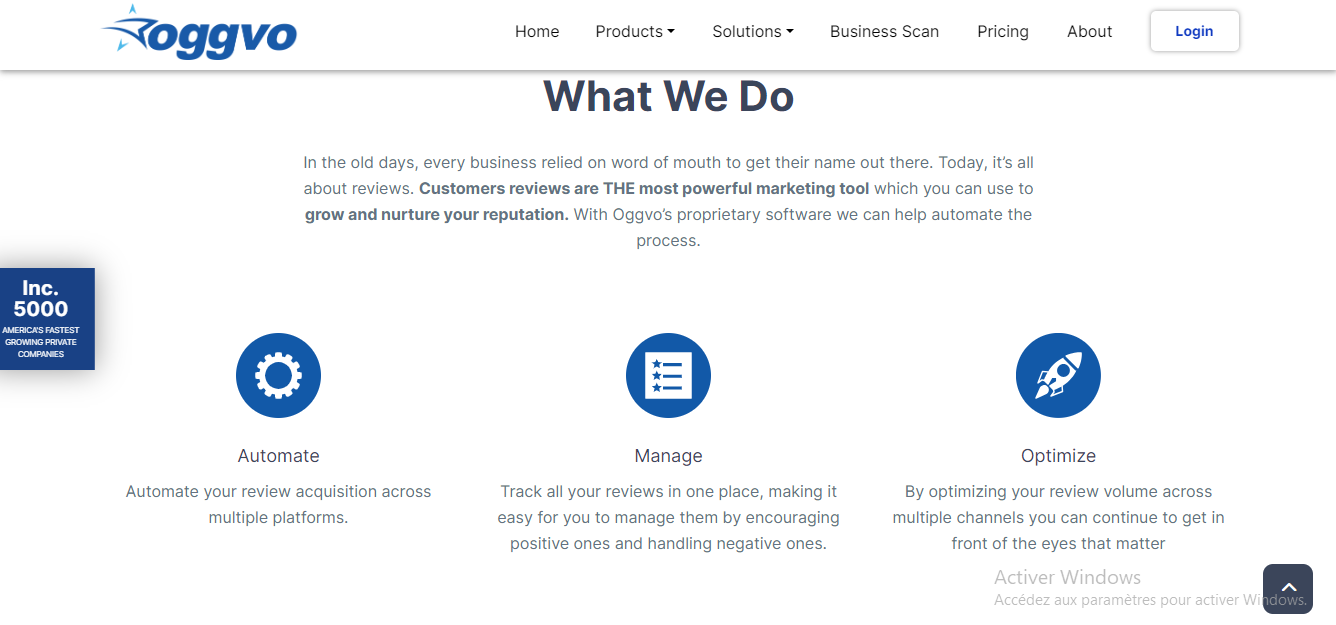 oggvo
Home Products Solutions Business Scan Pricing About Login
What We Do
In the old days, every business relied on word of mouth to get their name out there. Today, it’s all
about reviews. Customers reviews are THE most powerful marketing tool which you can use to
grow and nurture your reputation. With Oggvo’s proprietary software we can help automate the
process.
Inc.
5000
AMERICA'S FASTEST
GROWING PRIVATE
COMPANIES
Automate
Automate your review acquisition across
multiple platforms.
Manage
Track all your reviews in one place, making it
easy for you to manage them by encouraging
positive ones and handling negative ones.
Optimize
By optimizing your review volume across
multiple channels you can continue to get in
front of the eyes that matter
Activer Windows
Accédez aux paramètres pour activer Windows.